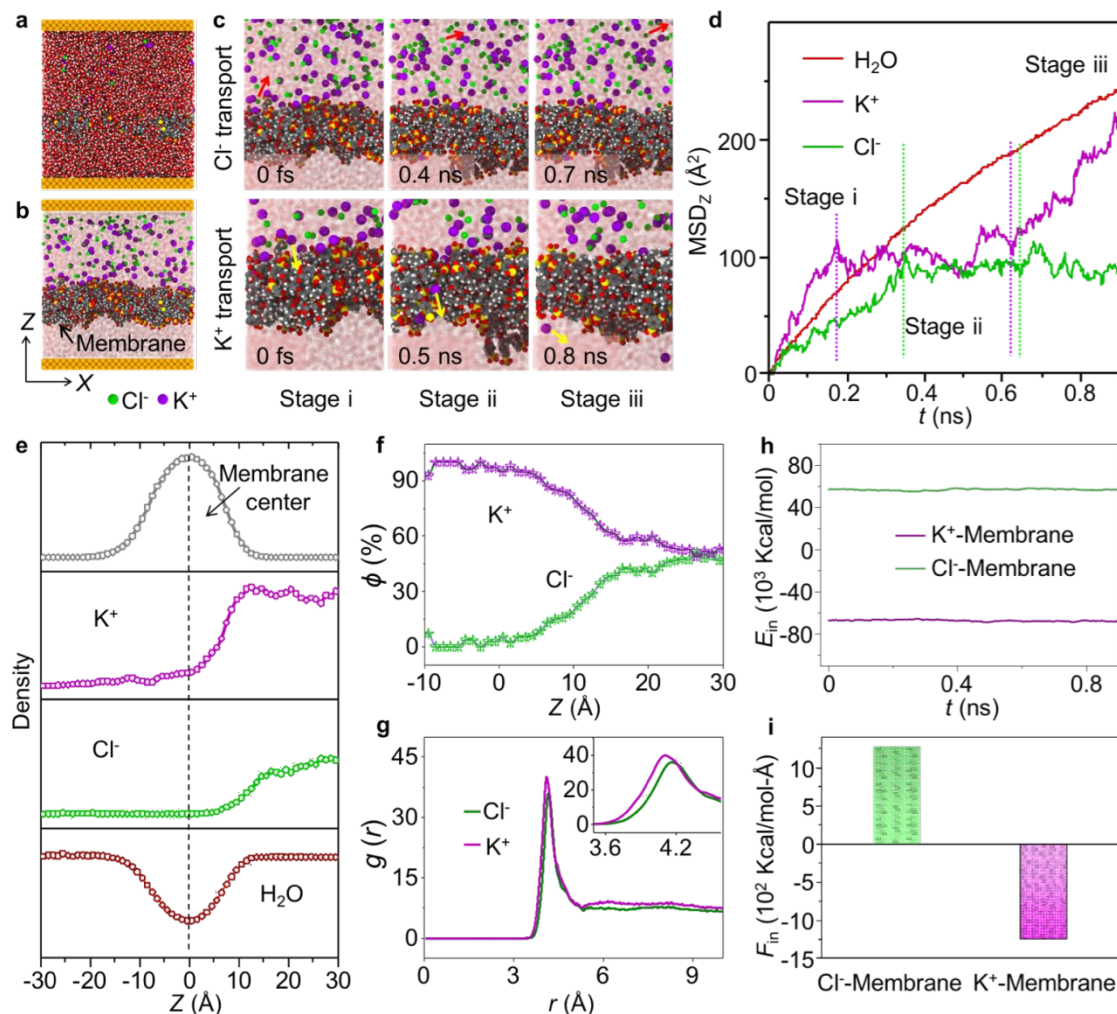 a
b
Z
X
Membrane
Cl⁻ K⁺
c
Cl⁻ transport
0 fs
0.4 ns
0.7 ns
K⁺ transport
0 fs
0.5 ns
0.8 ns
Stage i
Stage ii
Stage iii
d
MSD_Z (Å²)
200
100
0
H₂O
K⁺
Cl⁻
Stage i
Stage ii
Stage iii
0 0.2 0.4 0.6 0.8
t (ns)
e
Density
Membrane
center
K⁺
Cl⁻
H₂O
-30 -20 -10 0 10 20 30
Z (Å)
f
ϕ (%)
90
60
30
0
K⁺
Cl⁻
-10 0 10 20 30
Z (Å)
g
g (r)
45
30
15
0
Cl⁻
K⁺
40
20
0
3.6 4.2
0 3 6 9
r (Å)
h
E_in (10³ Kcal/mol)
80
40
0
-40
-80
K⁺-Membrane
Cl⁻-Membrane
0 0.4 0.8
t (ns)
i
F_in (10² Kcal/mol-Å)
10
5
0
-5
-10
-15
Cl⁻-Membrane K⁺-Membrane